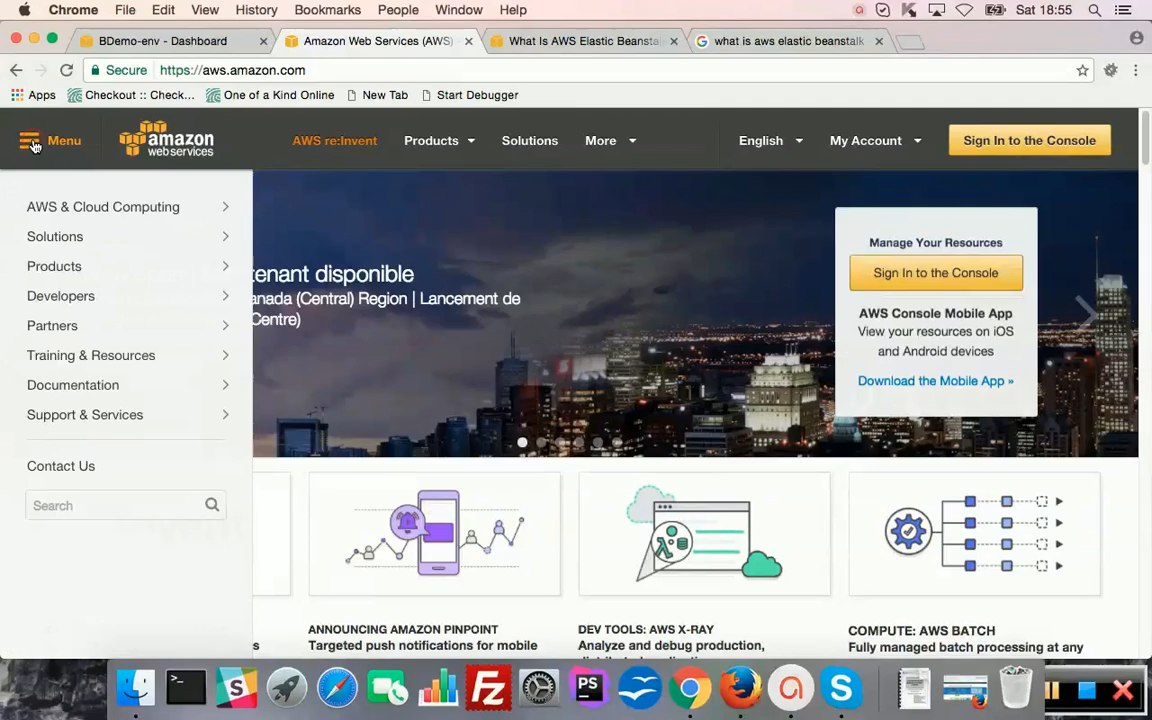 Chrome File Edit View History Bookmarks People Window Help Sat 18:55
BDemo-env - Dashboard
Amazon Web Services (AWS)
What Is AWS Elastic Beansta
what is aws elastic beanstalk
Secure https://aws.amazon.com
Apps Checkout :: Check... One of a Kind Online New Tab Start Debugger
Menu
amazon
web services
AWS re:Invent Products Solutions More English My Account Sign In to the Console
AWS & Cloud Computing
Solutions
Products
Developers
Partners
Training & Resources
Documentation
Support & Services
Contact Us
Search
tenant disponible
anada (Central) Region | Lancement de
Centre)
Manage Your Resources
Sign In to the Console
AWS Console Mobile App
View your resources on iOS
and Android devices
Download the Mobile App »
s
ANNOUNCING AMAZON PINPOINT
Targeted push notifications for mobile
DEV TOOLS: AWS X-RAY
Analyze and debug production,
COMPUTE: AWS BATCH
Fully managed batch processing at any
>_
S
Fz
PS
S